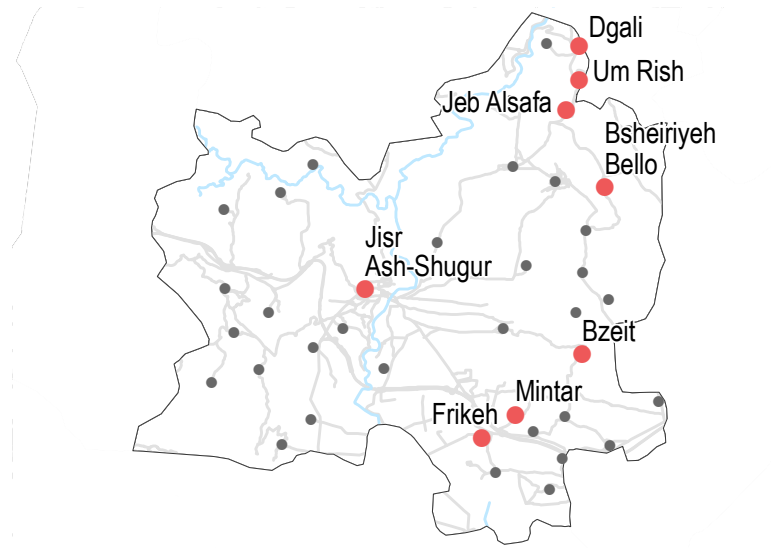 Dgali
Um Rish
Jeb Alsafa
Bsheiriyeh
Bello
Jisr
Ash-Shugur
Bzeit
Mintar
Frikeh